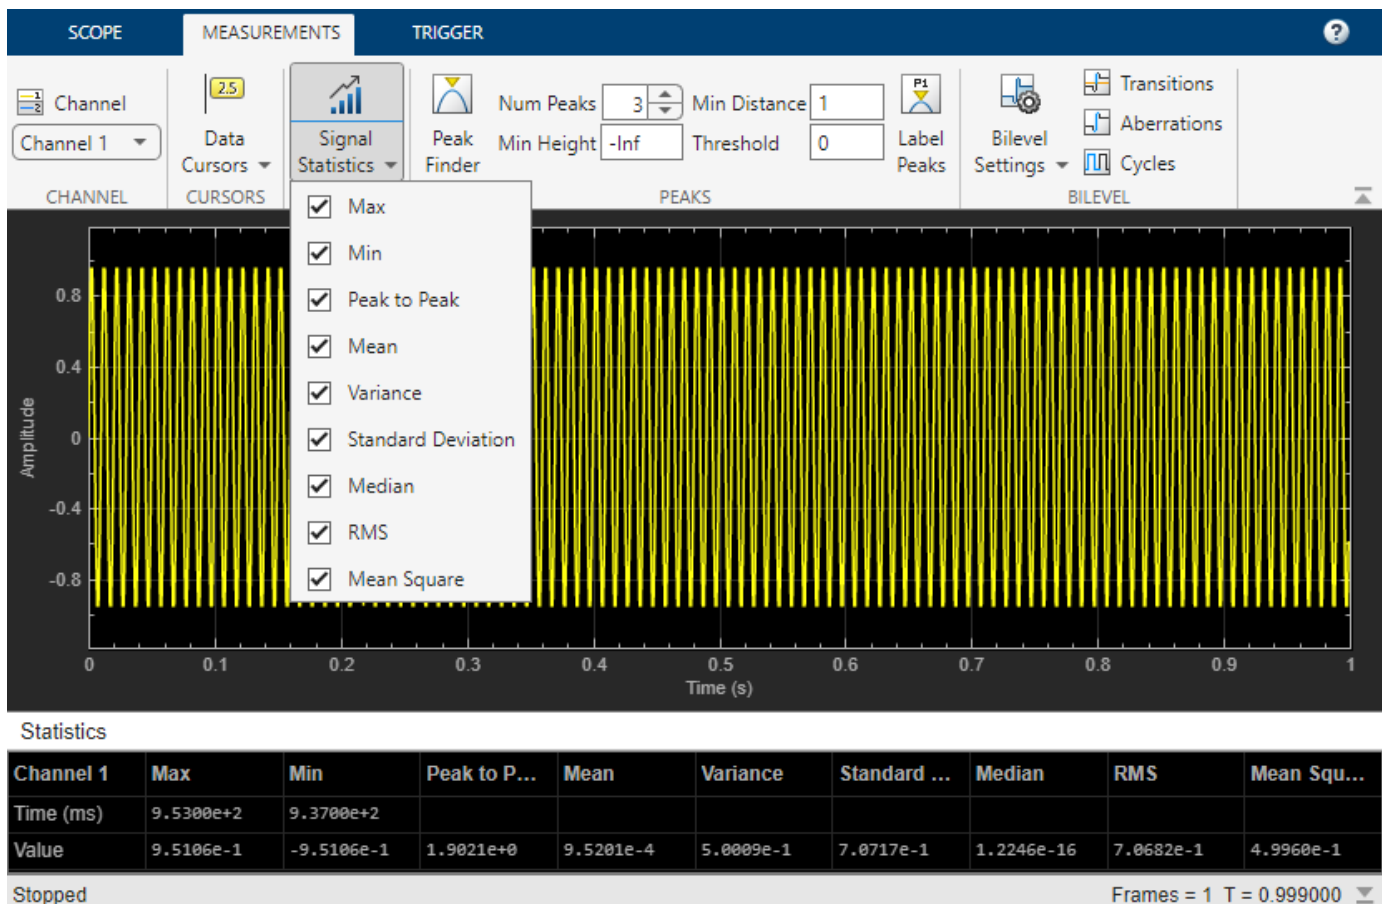 SCOPE MEASUREMENTS TRIGGER ?
1 2 Channel
Channel 1
CHANNEL
2.5
Data
Cursors
CURSORS
Signal
Statistics
Peak
Finder
Num Peaks 3 Min Distance 1
Min Height -Inf Threshold 0
P1
Label
Peaks
PEAKS
Bilevel
Settings
Transitions
Aberrations
Cycles
BILEVEL
Max
Min
Peak to Peak
Mean
Variance
Standard Deviation
Median
RMS
Mean Square
Amplitude
0.8
0.4
0
-0.4
-0.8
0 0.1 0.2 0.3 0.4 0.5 0.6 0.7 0.8 0.9 1
Time (s)
Statistics
Channel 1 Max Min Peak to P... Mean Variance Standard ... Median RMS Mean Squ...
Time (ms) 9.5300e+2 9.3700e+2
Value 9.5106e-1 -9.5106e-1 1.9021e+0 9.5201e-4 5.0009e-1 7.0717e-1 1.2246e-16 7.0682e-1 4.9960e-1
Stopped Frames = 1 T = 0.999000